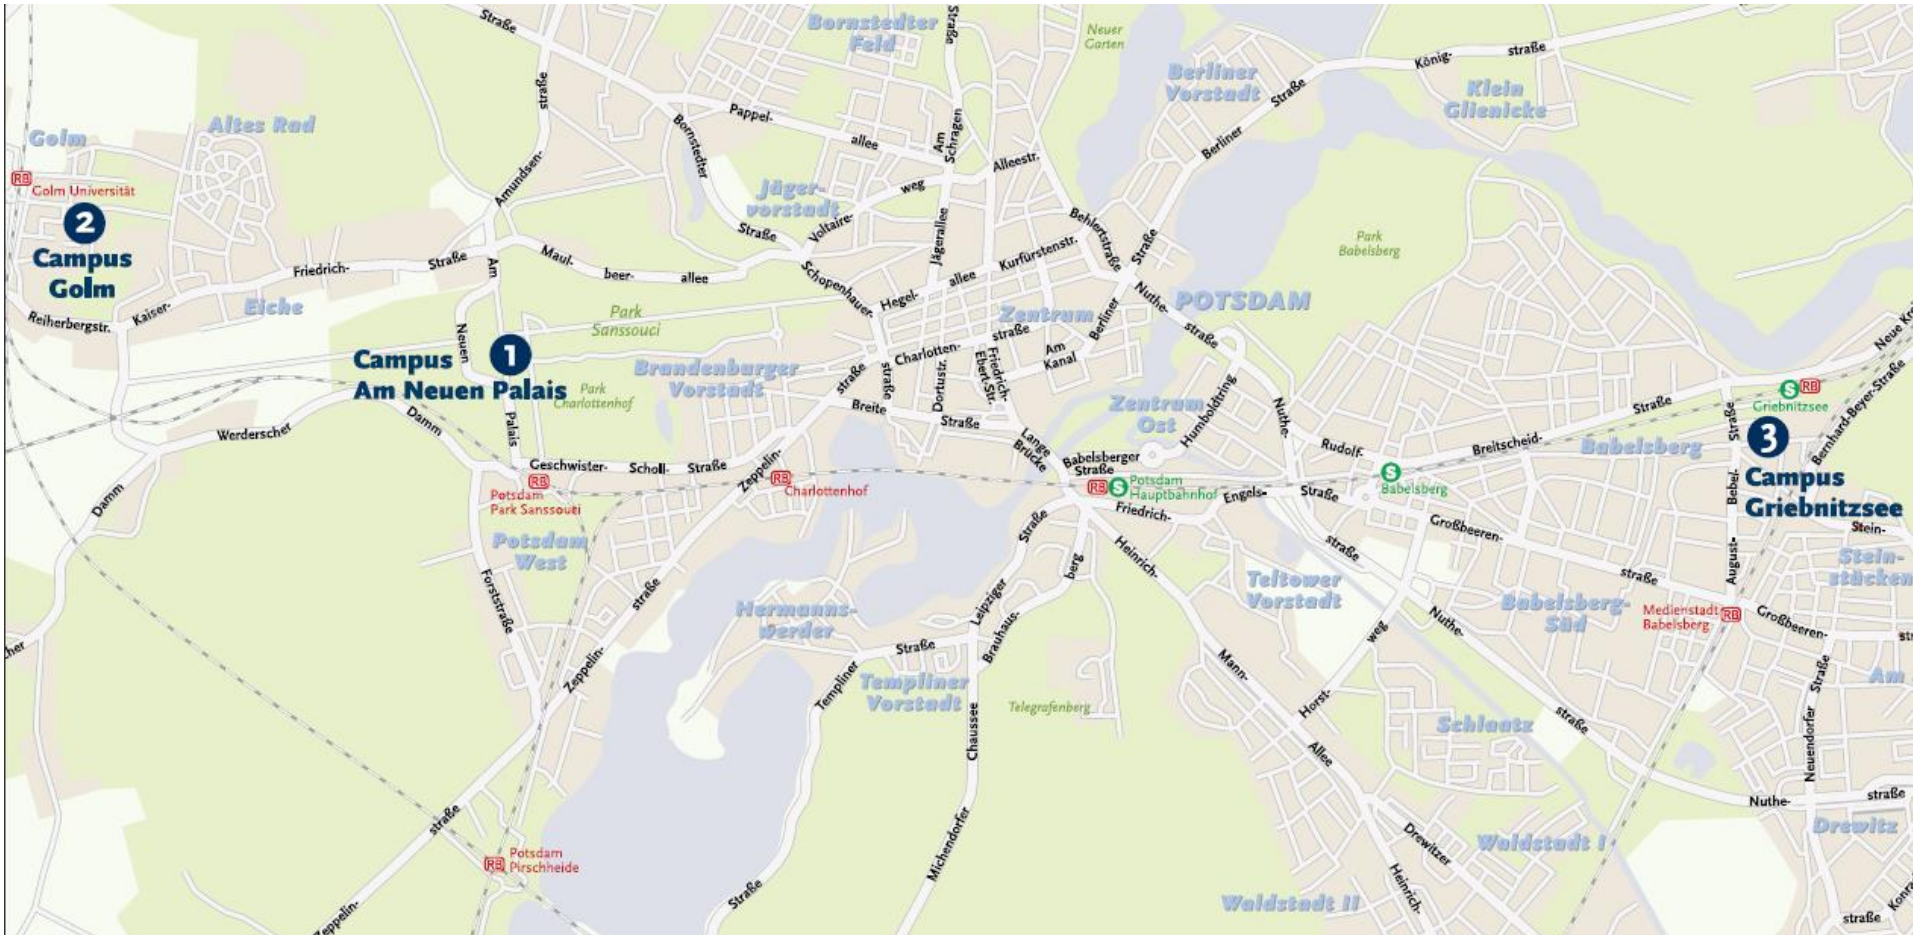 Straße
Bornstedter
Feld
Straße
Neuer
Garten
Berliner
Vorstadt
Straße
König-
straße
Klein
Glienicke
Golm
Altes Rad
straße
Pappel-
allee
Am
Schragen
Alleestr.
Berliner
RB
Golm Universität
2
Campus
Golm
Amundsen-
Bornstedter
Straße
Jäger-
vorstadt
Voltaire-
weg
Jägerallee
Behlertstraße
Straße
Park
Babelsberg
Friedrich-
Straße
Am
Maul-
beer-
allee
Schopenhauer-
straße
Hegel-
allee
Kurfürstenstr.
Nuthe-
straße
POTSDAM
Reiherbergstr.
Kaiser-
Eiche
Neuen
Park
Sanssouci
Zentrum
Berliner
Campus
Am Neuen Palais
1
Park
Charlottenhof
Brandenburger
Vorstadt
straße
Charlotten-
straße
Friedrich-
Ebert-Str.
Dortustr.
Am
Kanal
Zentrum
Ost
Humboldtring
Nuthe-
Straße
S
RB
Griebnitzsee
Bernhard-Beyer-Straße
Damm
Palais
Werderscher
Breite
Straße
Lange
Brücke
Babelsberger
Straße
Rudolf-
Breitscheid-
Babelsberg
Straße
3
Campus
Griebnitzsee
Geschwister-
Scholl-
Straße
Zeppelin-
RB
Charlottenhof
RB
Potsdam
Park Sanssouci
RB
S
Potsdam
Hauptbahnhof
Friedrich-
Engels-
Straße
S
Babelsberg
Großbeeren-
straße
Bebel-
August-
Stein-
Stein-
stücken
Damm
Potsdam
West
Forststraße
straße
Zeppelin-
Hermanns-
werder
Straße
Leipziger
Brauhaus-
berg
Heinrich-
Teltower
Vorstadt
straße
Nuthe-
Babelsberg-
Süd
Medienstadt
Babelsberg
RB
Großbeeren-
Templiner
Straße
Templiner
Vorstadt
Chaussee
Telegrafenberg
Mann-
Horst-
weg
Allee
Schlaatz
straße
Straße
Neuendorfer
Am
straße
Zeppelin-
RB
Potsdam
Pirschheide
Straße
Michendorfer
Drewitzer
Heinrich-
Waldstadt I
Waldstadt II
Nuthe-
straße
Drewitz
straße